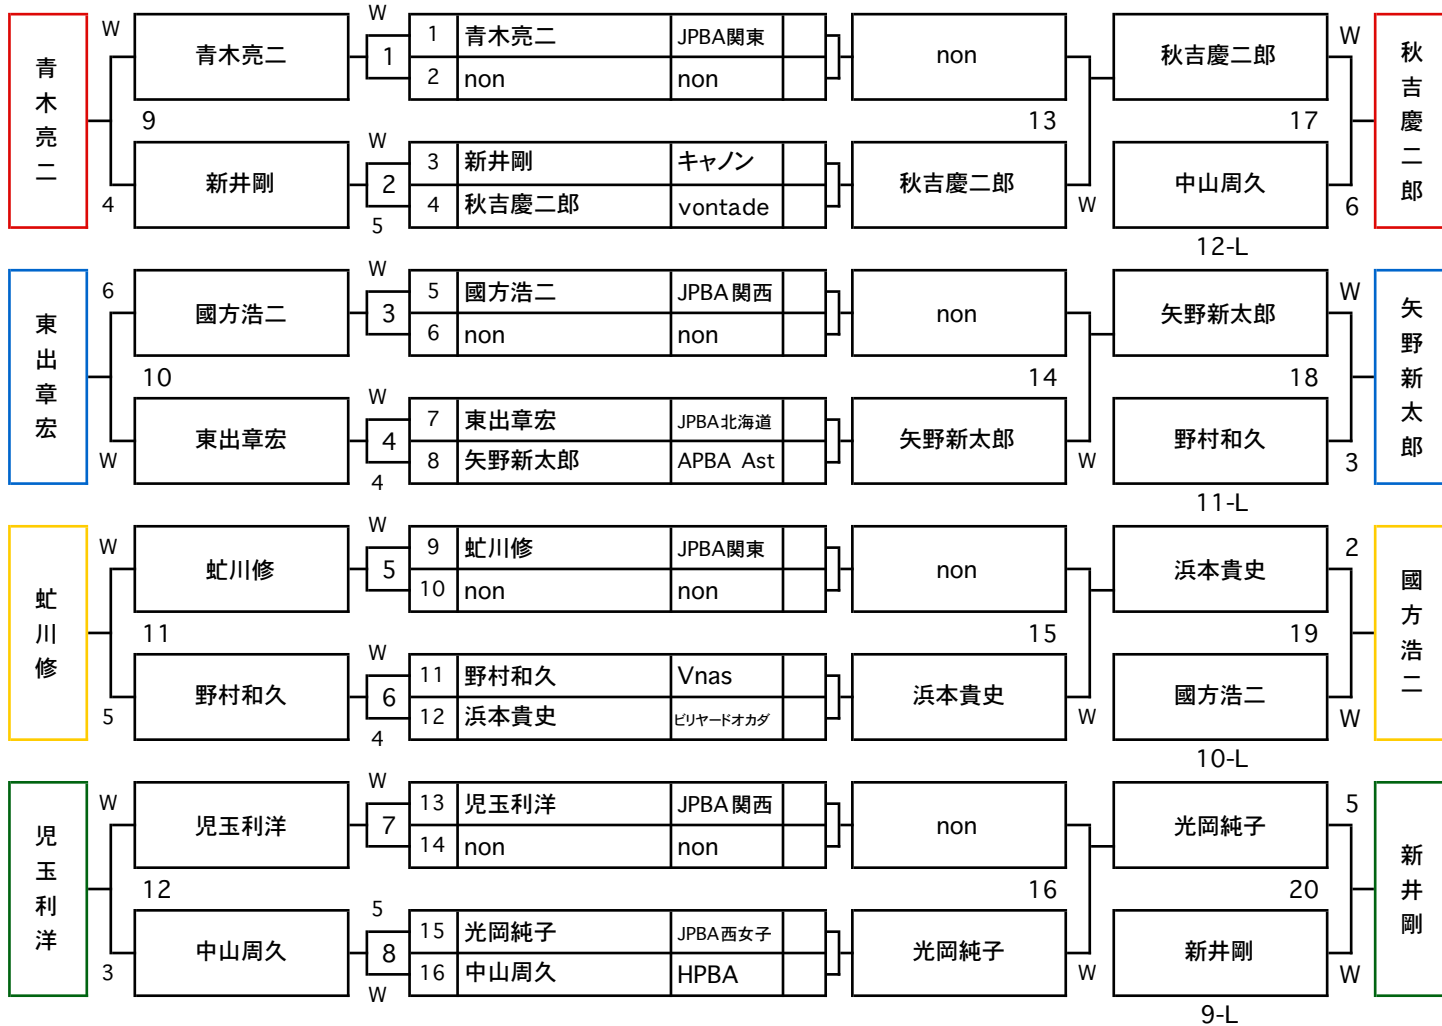 W
青木亮二
W
青木亮二
9
新井剛
4
W
1
2
W
5
1 青木亮二 JPBA関東
2 non non
3 新井剛 キャノン
4 秋吉慶二郎 vontade
non
13
秋吉慶二郎
W
秋吉慶二郎
17
中山周久
12-L
W
6
秋吉慶二郎
東出章宏
6
國方浩二
10
東出章宏
W
W
3
W
4
4
5 國方浩二 JPBA関西
6 non non
7 東出章宏 JPBA北海道
8 矢野新太郎 APBA Ast
non
14
矢野新太郎
W
矢野新太郎
18
野村和久
11-L
W
3
矢野新太郎
虻川修
W
虻川修
11
野村和久
5
W
5
W
6
4
9 虻川修 JPBA関東
10 non non
11 野村和久 Vnas
12 浜本貴史 ビリヤードオカダ
non
15
浜本貴史
W
浜本貴史
19
國方浩二
10-L
2
W
國方浩二
児玉利洋
W
児玉利洋
12
中山周久
3
W
7
5
8
W
13 児玉利洋 JPBA関西
14 non non
15 光岡純子 JPBA西女子
16 中山周久 HPBA
non
16
光岡純子
W
光岡純子
20
新井剛
9-L
5
W
新井剛